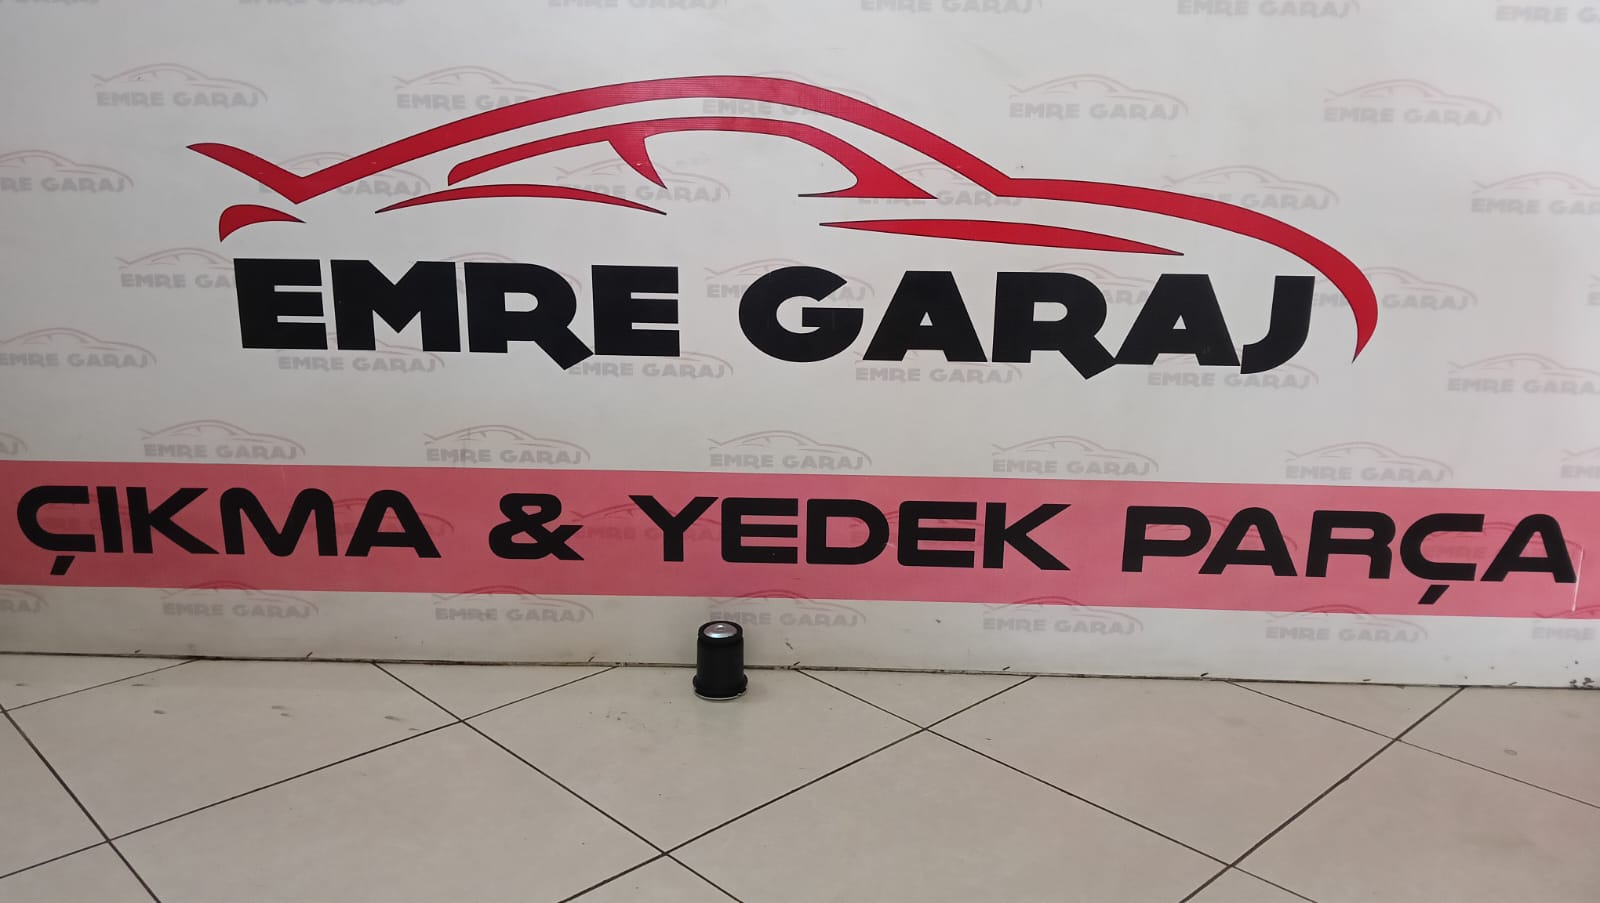 EMRE GARAJ
ÇIKMA & YEDEK PARÇA